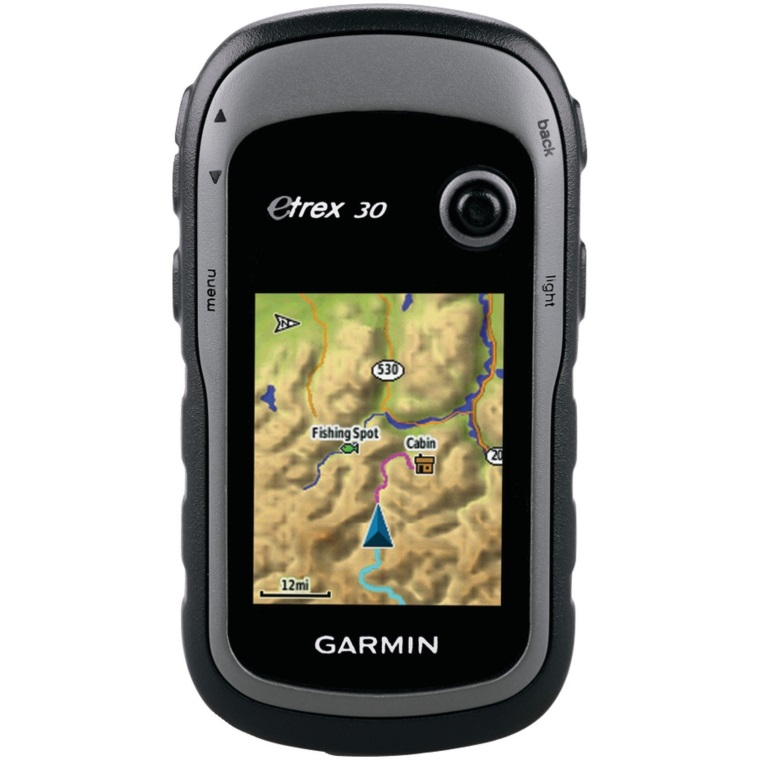 back
etrex 30
menu
light
N
530
Fishing Spot
Cabin
20
12mi
GARMIN